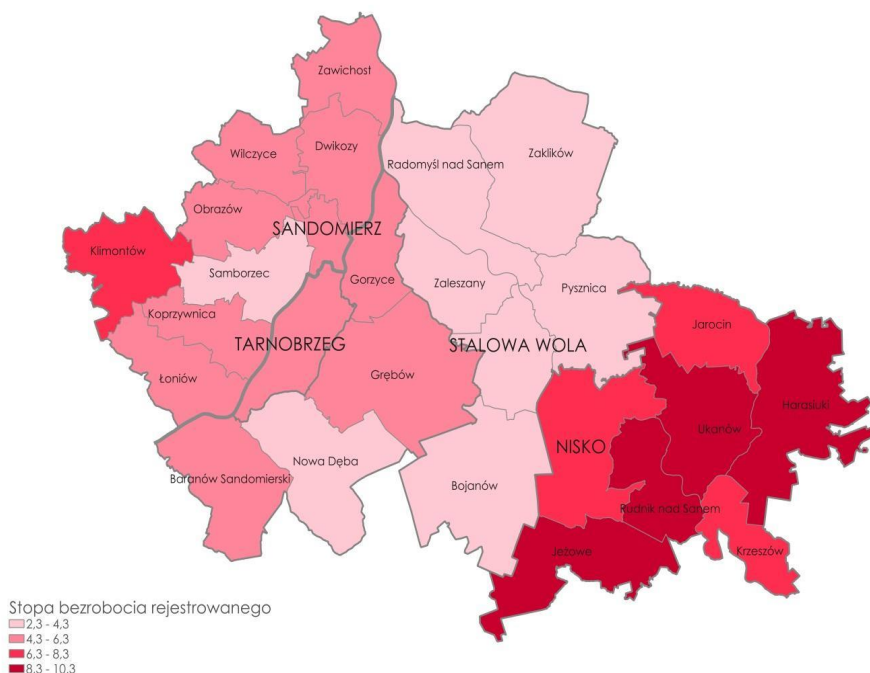 Zawichost
Dwikozy
Wilczyce
Radomyśl nad Sanem
Zaklików
Obrazów
SANDOMIERZ
Klimontów
Samborzec
Gorzyce
Zaleszany
Pysznica
Koprzywnica
Jarocin
TARNOBRZEG
STALOWA WOLA
Łoniów
Grębów
Harasiuki
Ukanów
NISKO
Nowa Dęba
Baranów Sandomierski
Bojanów
Rudnik nad Sanem
Jeżowe
Krzeszów
Stopa bezrobocia rejestrowanego
2,3 - 4,3
4,3 - 6,3
6,3 - 8,3
8,3 - 10,3